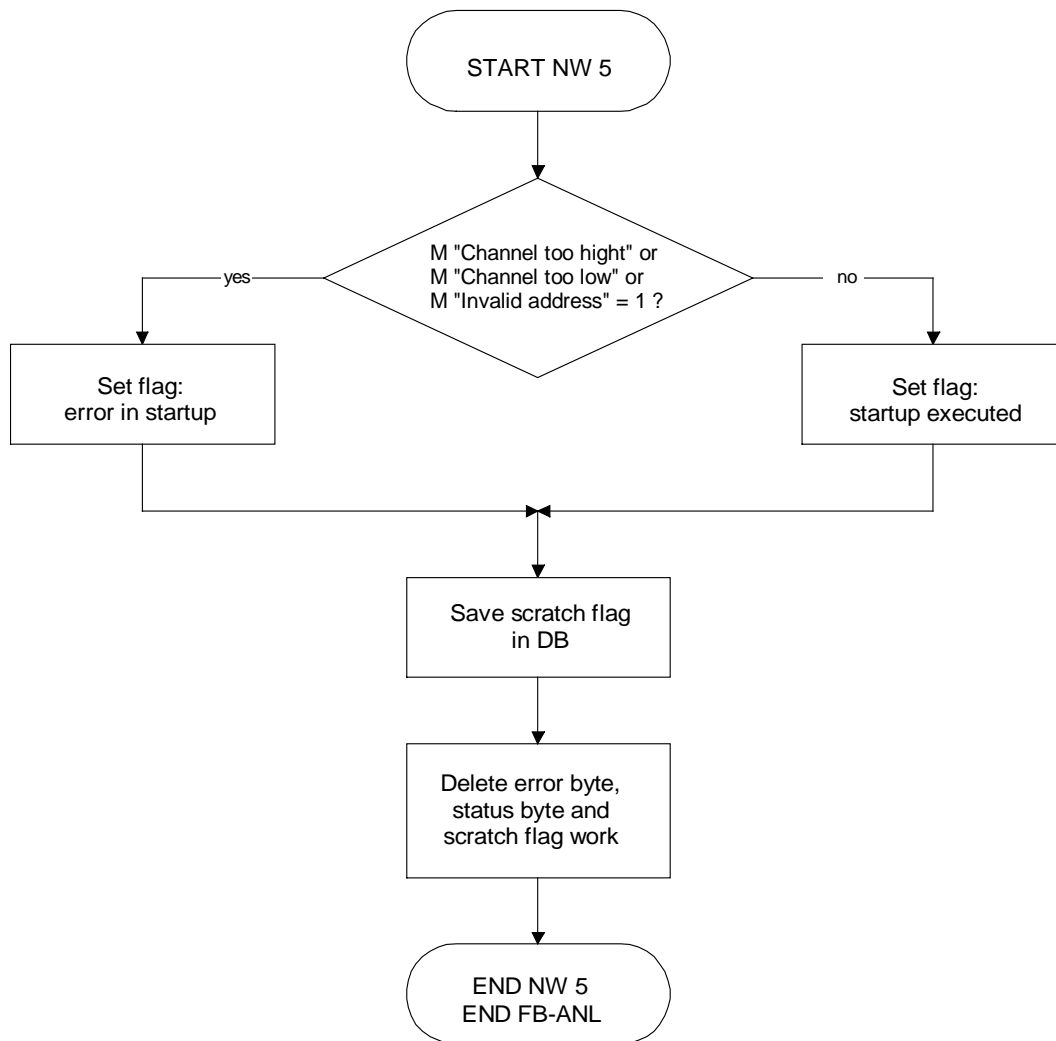 START NW 5
M "Channel too hight" or
M "Channel too low" or
M "Invalid address" = 1 ?
yes
no
Set flag:
error in startup
Set flag:
startup executed
Save scratch flag
in DB
Delete error byte,
status byte and
scratch flag work
END NW 5
END FB-ANL